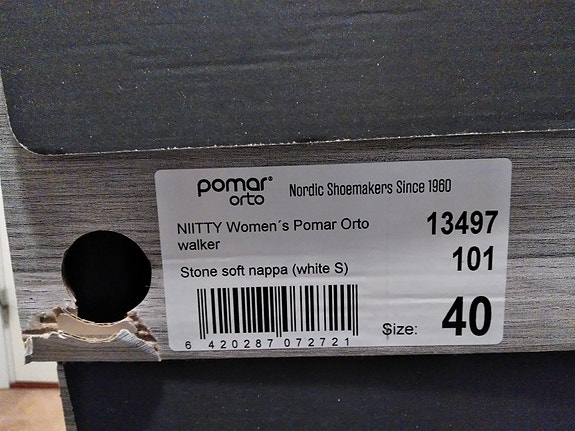 pomar®
orto
Nordic Shoemakers Since 1960
NIITTY Women´s Pomar Orto
walker
13497
101
Stone soft nappa (white S)
6 420287 072721
Size: 40